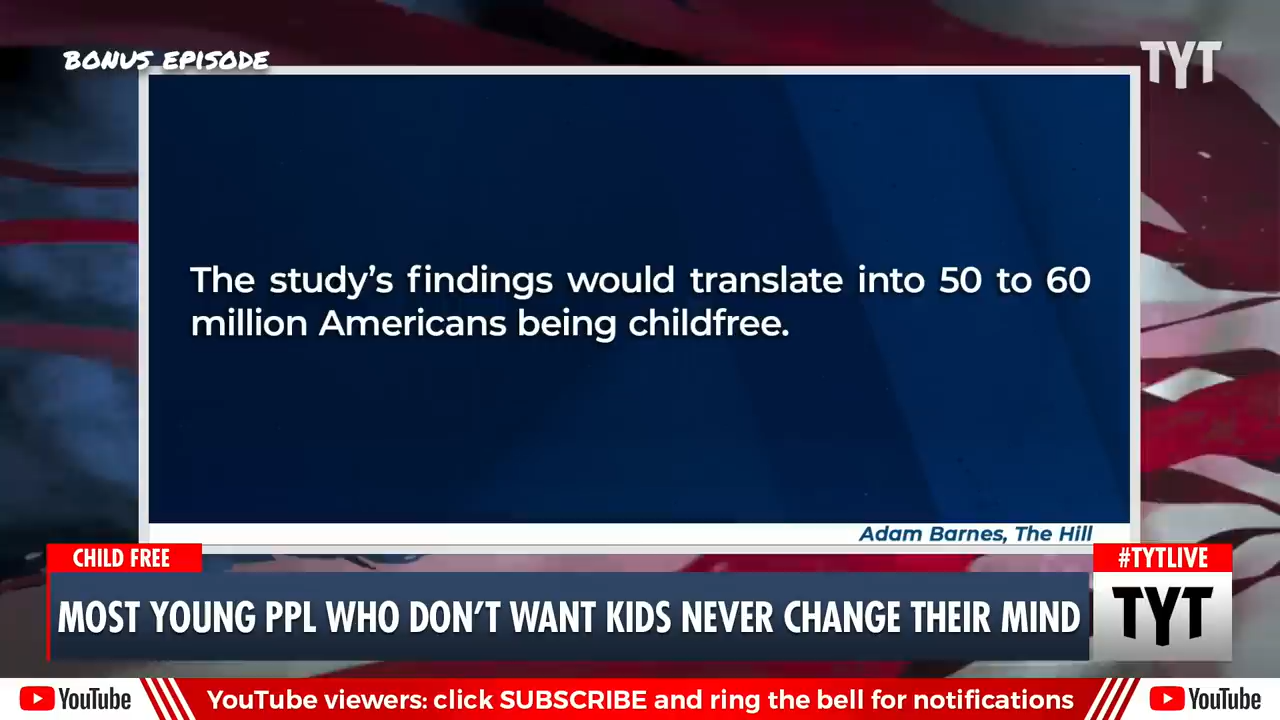 BONUS EPISODE
TYT
The study's findings would translate into 50 to 60
million Americans being childfree.
Adam Barnes, The Hill
CHILD FREE
#TYTLIVE
MOST YOUNG PPL WHO DON'T WANT KIDS NEVER CHANGE THEIR MIND
TYT
YouTube
YouTube viewers: click SUBSCRIBE and ring the bell for notifications
YouTube